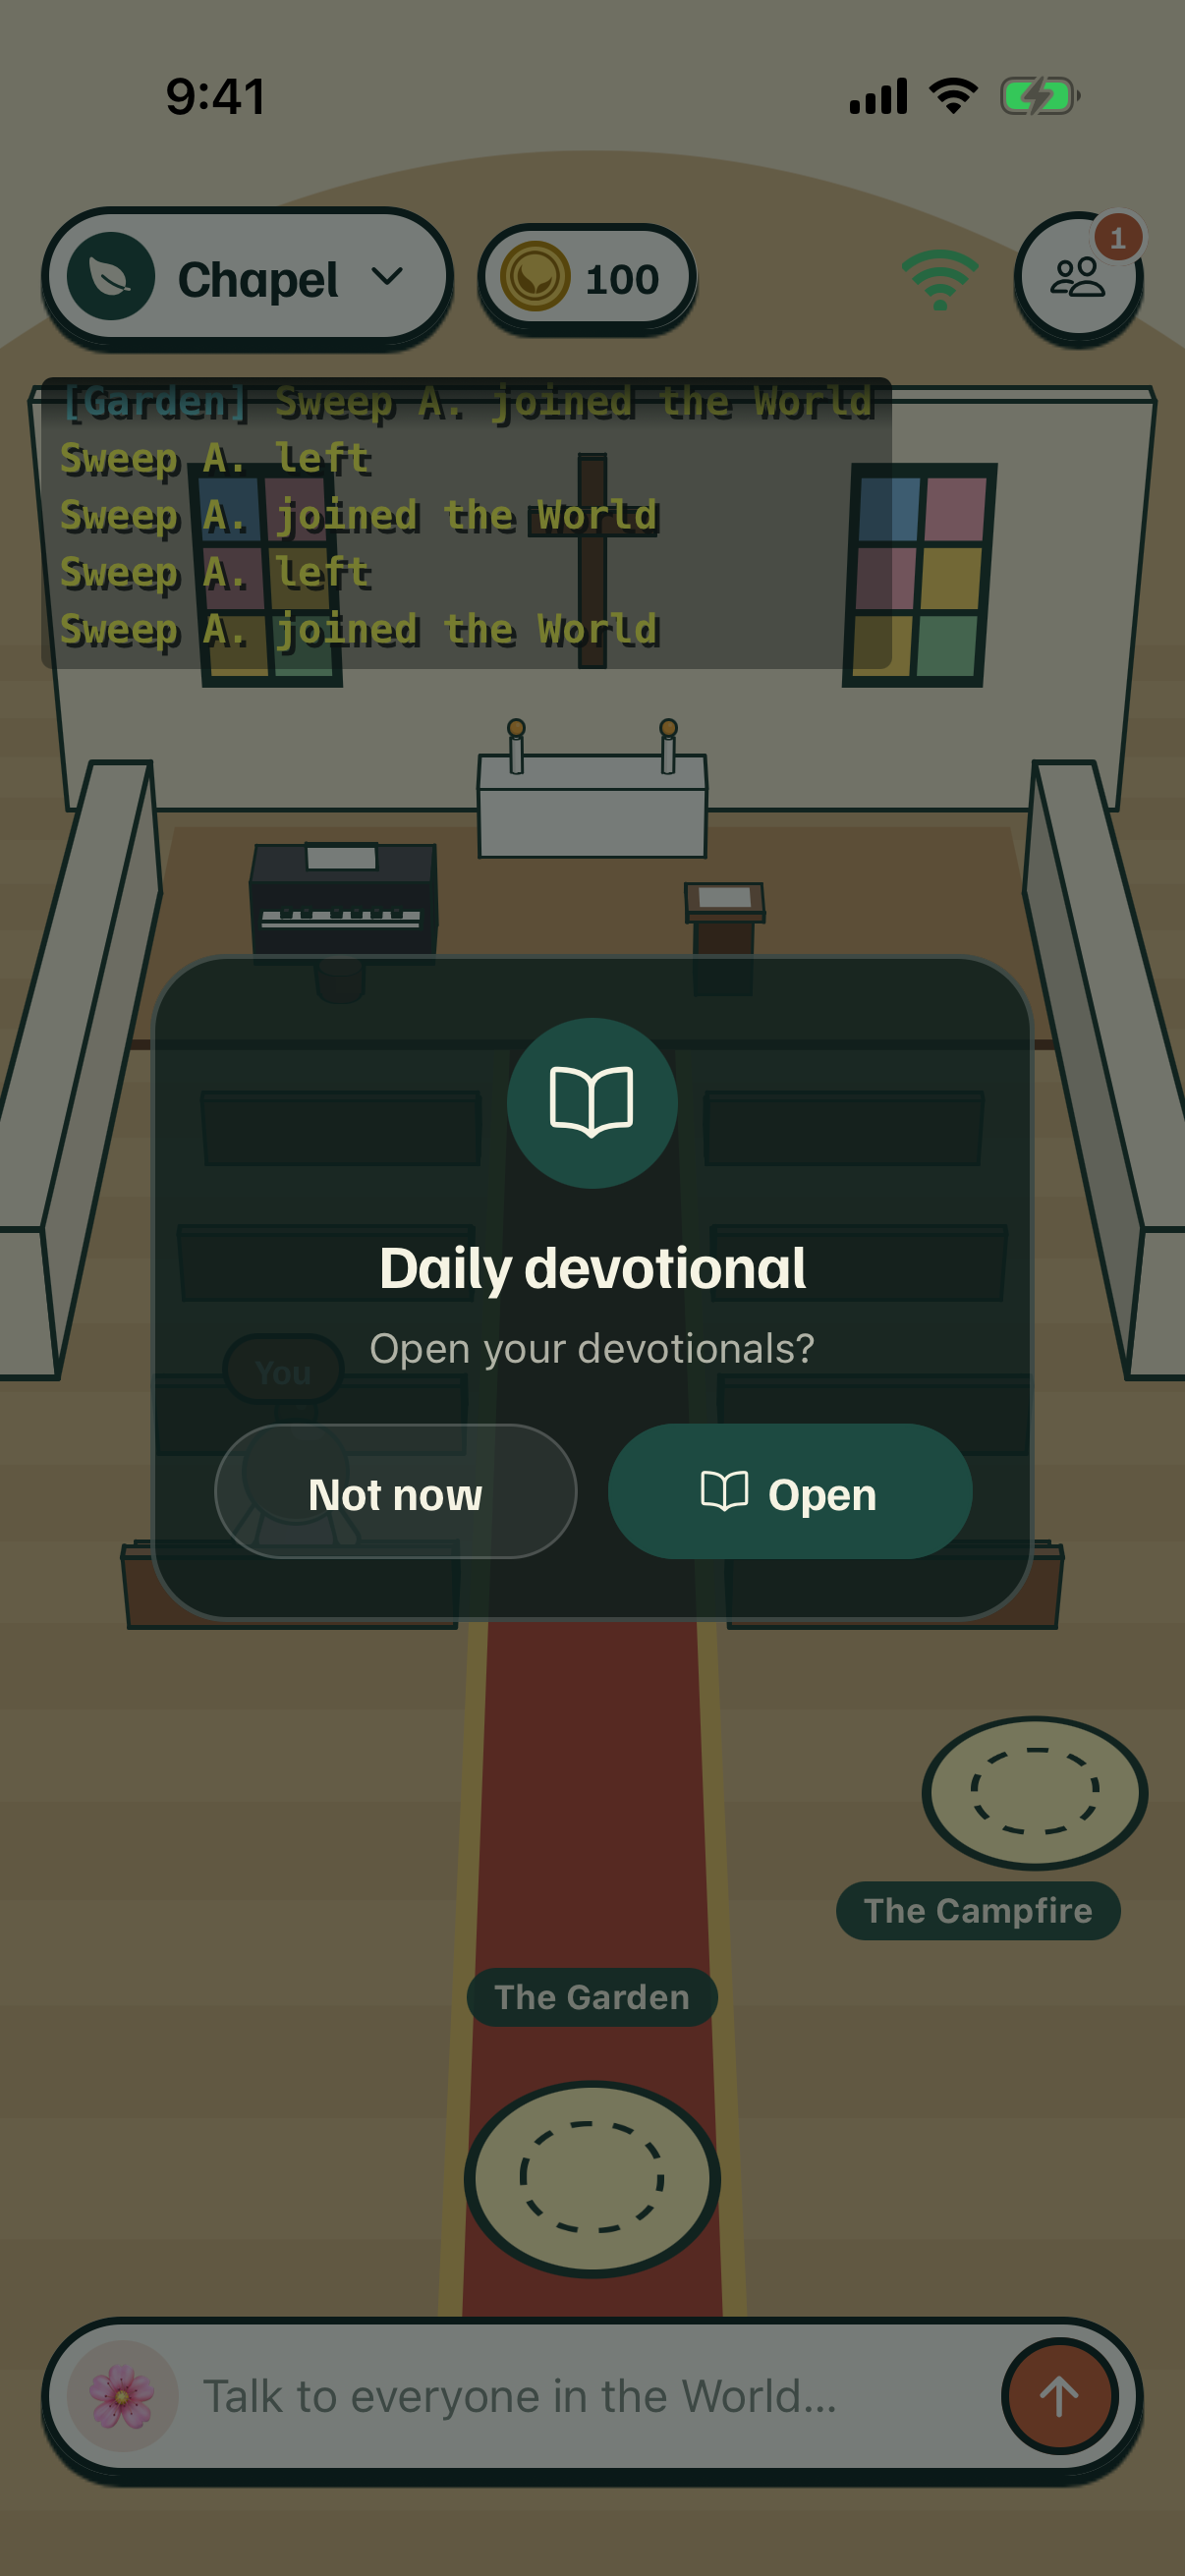 9:41
Chapel
100
1
[Garden] Sweep A. joined the World
Sweep A. left
Sweep A. joined the World
Sweep A. left
Sweep A. joined the World
Daily devotional
Open your devotionals?
You
Not now
Open
The Campfire
The Garden
Talk to everyone in the World...